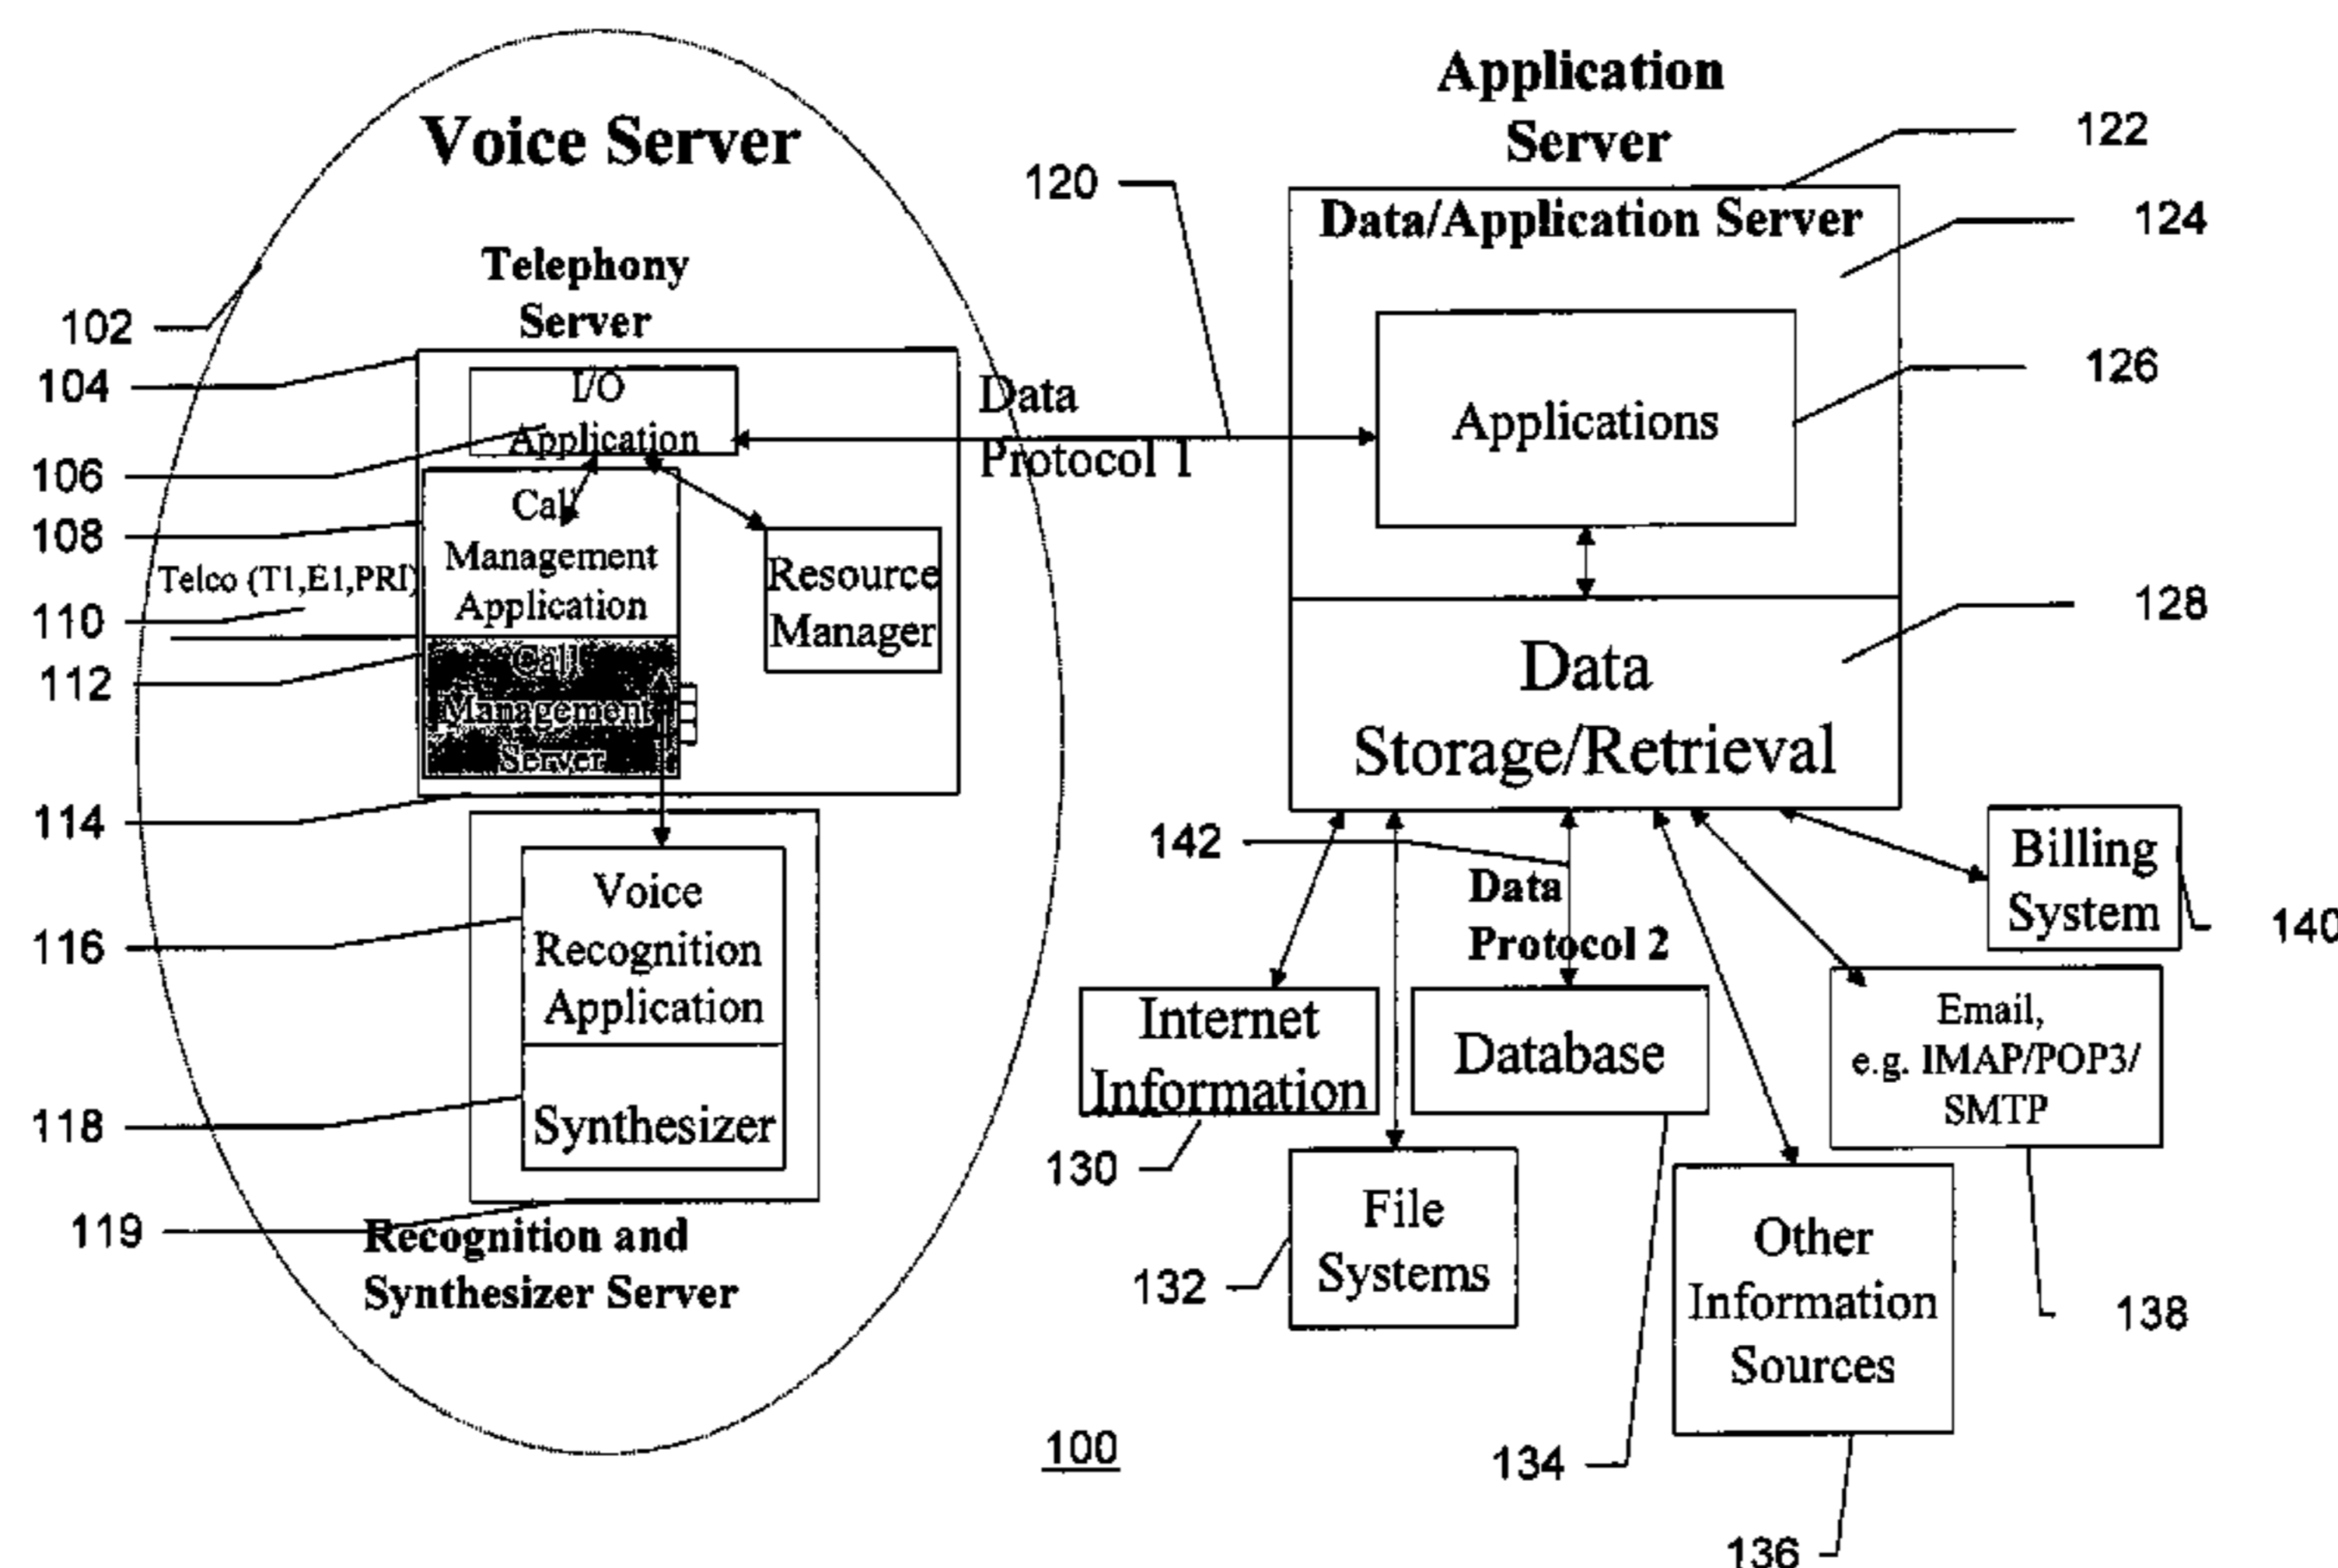 Voice Server
Telephony
Server
102
104
I/O
Application
106
Call
Management
Application
108
Telco (T1,E1,PRI)
110
Resource
Manager
Call
Management
Server
112
114
Voice
Recognition
Application
116
Synthesizer
118
119
Recognition and
Synthesizer Server
Data
Protocol 1
120
Application
Server
122
Data/Application Server
124
Applications
126
Data
Storage/Retrieval
128
142
Data
Protocol 2
Billing
System
140
Internet
Information
130
Database
134
Email,
e.g. IMAP/POP3/
SMTP
138
File
Systems
132
Other
Information
Sources
136
100